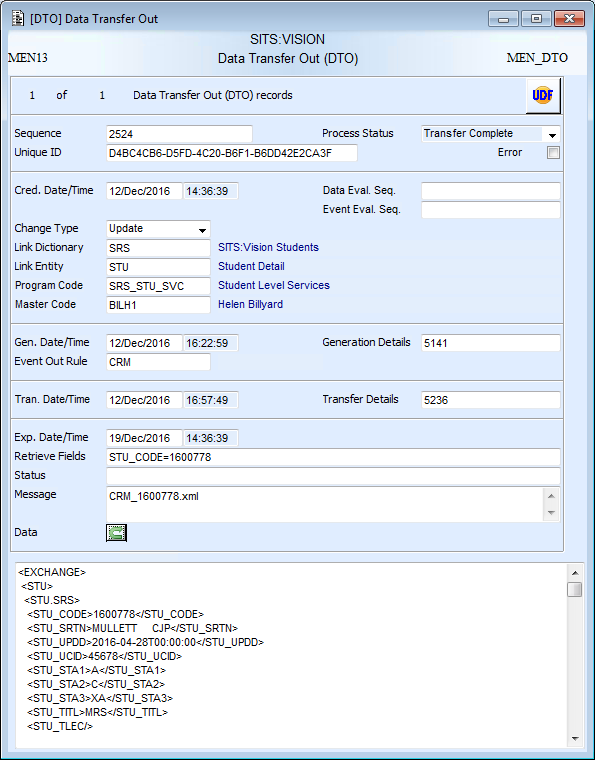 [DTO] Data Transfer Out
SITS:VISION
MEN13 Data Transfer Out (DTO) MEN_DTO
1 of 1 Data Transfer Out (DTO) records UDF
Sequence 2524 Process Status Transfer Complete
Unique ID D4BC4CB6-D5FD-4C20-B6F1-B6DD42E2CA3F Error
Cred. Date/Time 12/Dec/2016 14:36:39 Data Eval. Seq.
Event Eval. Seq.
Change Type Update
Link Dictionary SRS SITS:Vision Students
Link Entity STU Student Detail
Program Code SRS_STU_SVC Student Level Services
Master Code BILH1 Helen Billyard
Gen. Date/Time 12/Dec/2016 16:22:59 Generation Details 5141
Event Out Rule CRM
Tran. Date/Time 12/Dec/2016 16:57:49 Transfer Details 5236
Exp. Date/Time 19/Dec/2016 14:36:39
Retrieve Fields STU_CODE=1600778
Status
Message CRM_1600778.xml
Data
<EXCHANGE>
<STU>
<STU.SRS>
<STU_CODE>1600778</STU_CODE>
<STU_SRTN>MULLETT CJP</STU_SRTN>
<STU_UPDD>2016-04-28T00:00:00</STU_UPDD>
<STU_UCID>45678</STU_UCID>
<STU_STA1>A</STU_STA1>
<STU_STA2>C</STU_STA2>
<STU_STA3>XA</STU_STA3>
<STU_TITL>MRS</STU_TITL>
<STU_TLEC/>